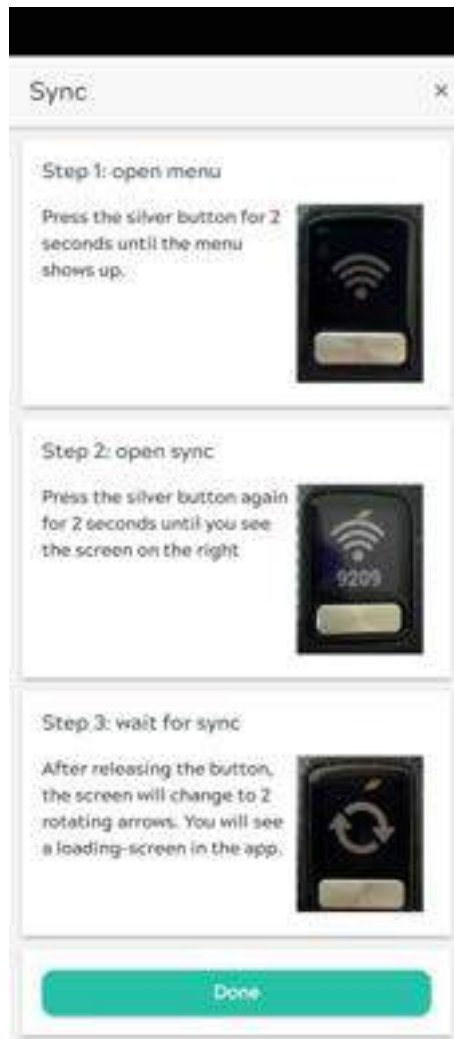 Sync ×
Step 1: open menu
Press the silver button for 2
seconds until the menu
shows up.
Step 2: open sync
Press the silver button again
for 2 seconds until you see
the screen on the right
9209
Step 3: wait for sync
After releasing the button,
the screen will change to 2
rotating arrows. You will see
a loading-screen in the app.
Done